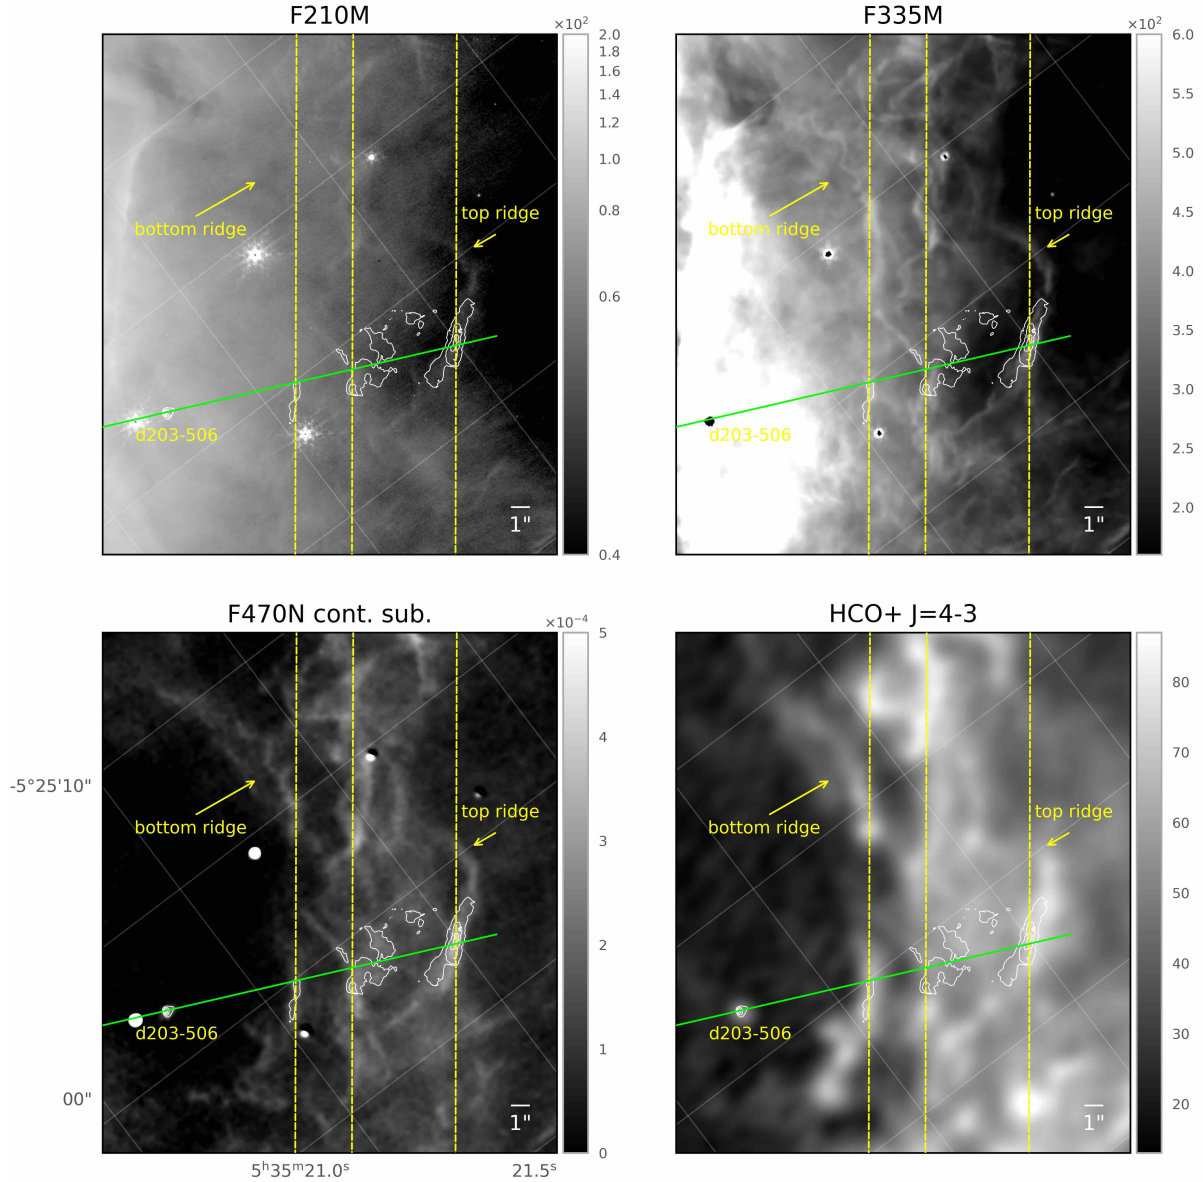 F210M
×10²
2.0
1.8
1.6
1.4
1.2
1.0
0.8
0.6
0.4
bottom ridge
top ridge
d203-506
1"
F335M
×10²
6.0
5.5
5.0
4.5
4.0
3.5
3.0
2.5
2.0
bottom ridge
top ridge
d203-506
1"
F470N cont. sub.
×10⁻⁴
5
4
3
2
1
0
-5°25'10"
00"
bottom ridge
top ridge
d203-506
1"
5ʰ35ᵐ21.0ˢ
21.5ˢ
HCO+ J=4-3
80
70
60
50
40
30
20
bottom ridge
top ridge
d203-506
1"